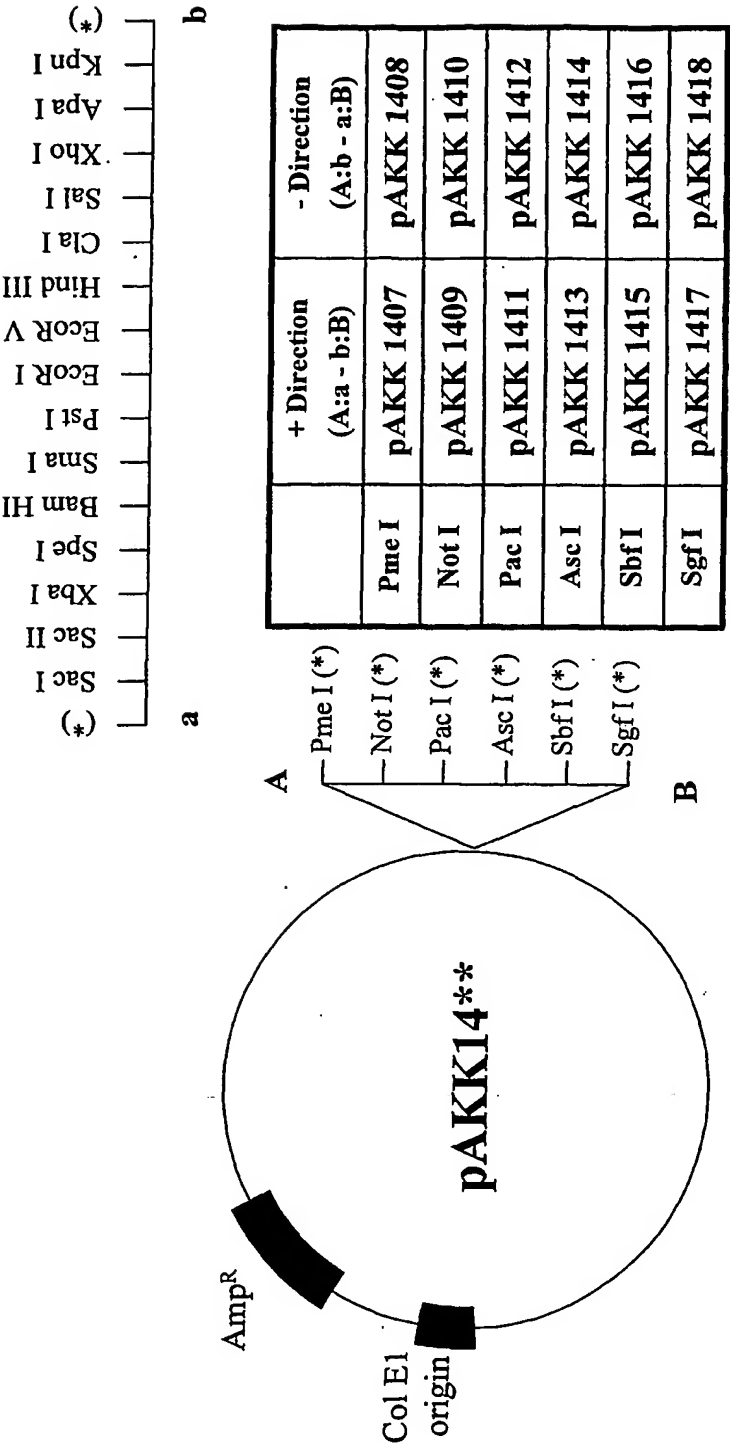 (*)
Sac I
Sac II
Xba I
Spe I
Bam HI
Sma I
Pst I
EcoR I
EcoR V
Hind III
Cla I
Sal I
Xho I
Apa I
Kpn I
(*)
a
b
A
Pme I (*)
Not I (*)
Pac I (*)
Asc I (*)
Sbf I (*)
Sgf I (*)
B
+ Direction - Direction
(A:a - b:B) (A:b - a:B)
Pme I pAKK 1407 pAKK 1408
Not I pAKK 1409 pAKK 1410
Pac I pAKK 1411 pAKK 1412
Asc I pAKK 1413 pAKK 1414
Sbf I pAKK 1415 pAKK 1416
Sgf I pAKK 1417 pAKK 1418
Amp^R
Col E1
origin
pAKK14**